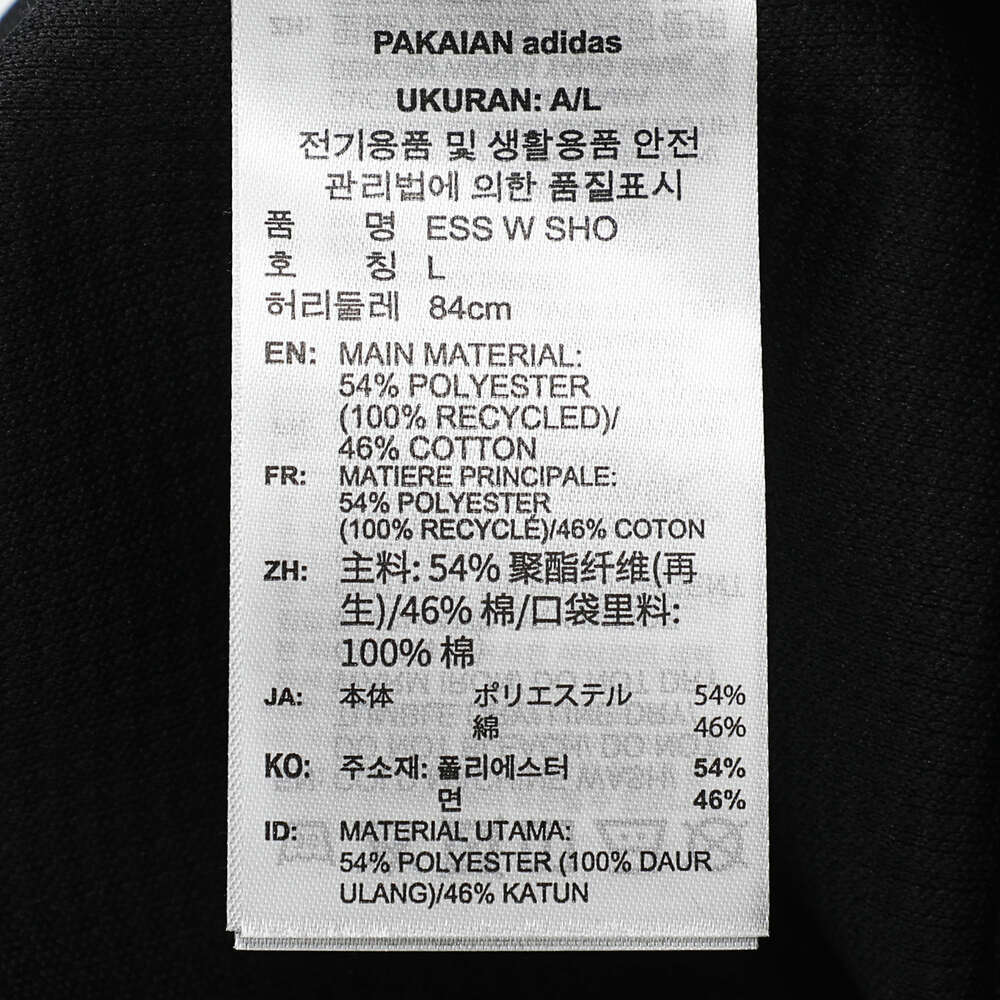 PAKAIAN adidas
UKURAN: A/L
전기용품 및 생활용품 안전
관리법에 의한 품질표시
품 명 ESS W SHO
호 칭 L
허리둘레 84cm
EN: MAIN MATERIAL:
54% POLYESTER
(100% RECYCLED)/
46% COTTON
FR: MATIERE PRINCIPALE:
54% POLYESTER
(100% RECYCLÉ)/46% COTON
ZH: 主料: 54% 聚酯纤维(再
生)/46% 棉/口袋里料:
100% 棉
JA: 本体 ポリエステル 54%
綿 46%
KO: 주소재: 폴리에스터 54%
면 46%
ID: MATERIAL UTAMA:
54% POLYESTER (100% DAUR
ULANG)/46% KATUN